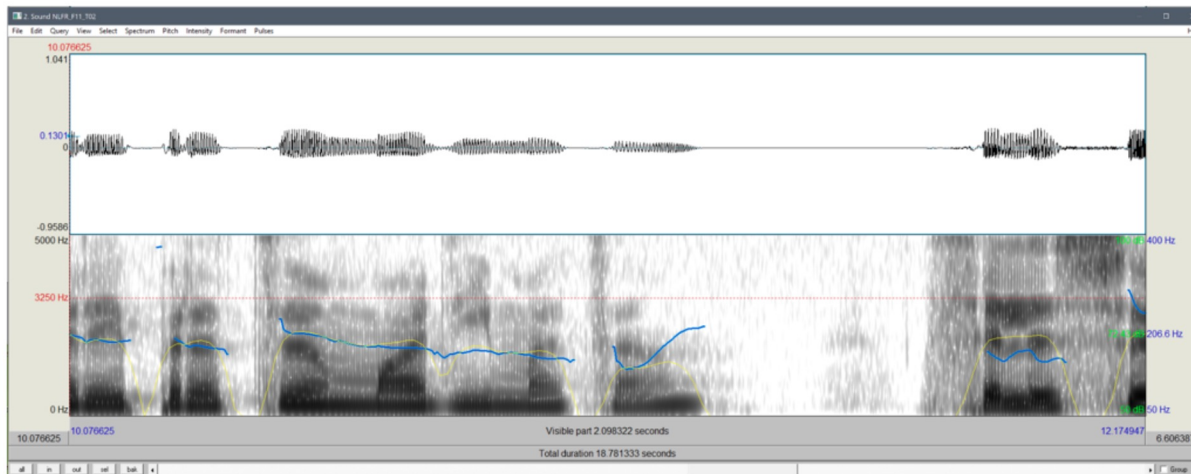 2. Sound NLFR_F11_T02
File Edit Query View Select Spectrum Pitch Intensity Formant Pulses
10.076625
1.041
0.1301
0
-0.9586
5000 Hz
400 Hz
3250 Hz
206.6 Hz
0 Hz
50 Hz
10.076625
Visible part 2.098322 seconds
12.174947
10.076625
6.60638
Total duration 18.781333 seconds
all in out sel bak
Group